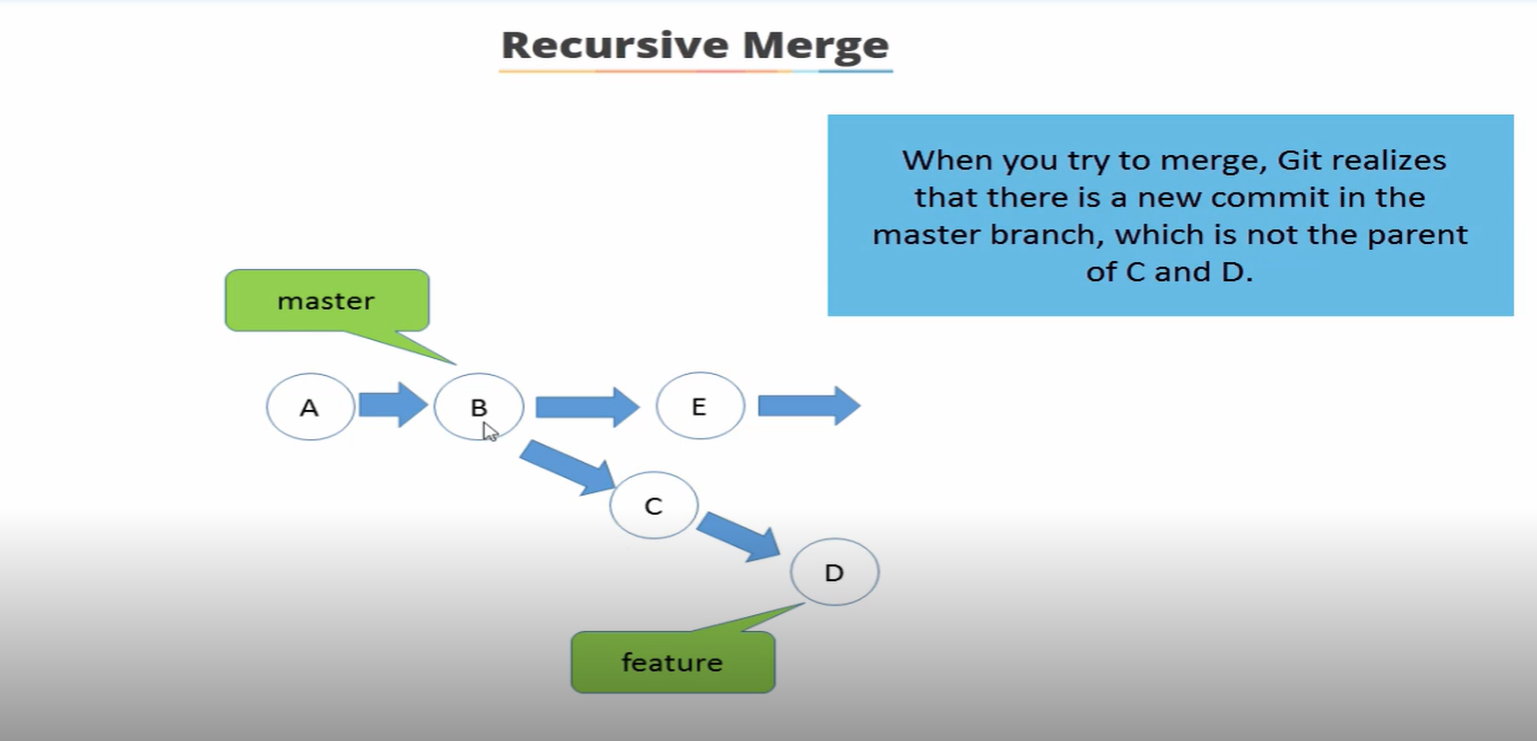 Recursive Merge
When you try to merge, Git realizes
that there is a new commit in the
master branch, which is not the parent
of C and D.
master
A
B
E
C
D
feature